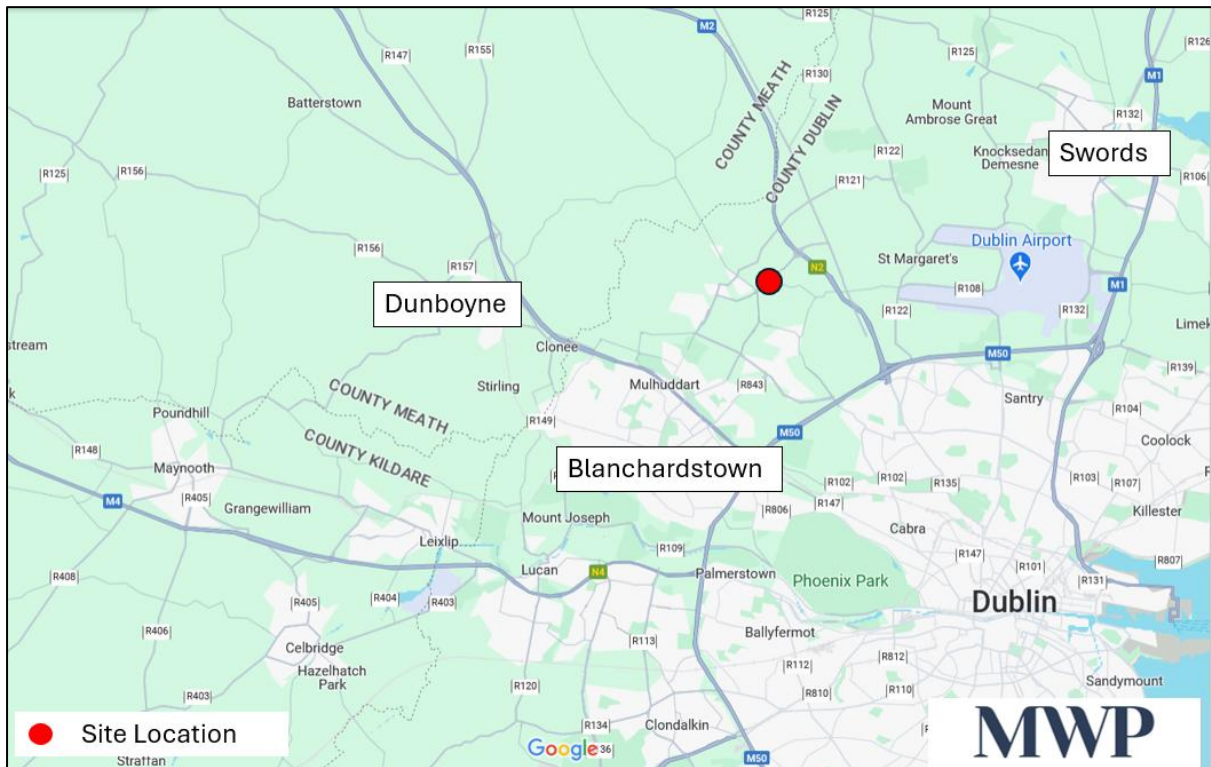 R125
M2
R147
R155
R125
R126
M1
R130
COUNTY MEATH
COUNTY DUBLIN
Batterstown
Mount
Ambrose Great
R132
R122
Knocksedan
Demesne
Swords
R125
R156
R121
R106
R156
R157
St Margaret's
Dublin Airport
N2
Dunboyne
R108
M1
R122
R132
Clonee
M50
R139
Stirling
Mulhuddart
R843
Santry
COUNTY MEATH
COUNTY KILDARE
Poundhill
R149
R104
M50
Coolock
R148
Maynooth
Blanchardstown
M4
R405
Grangewilliam
R102
R102
R135
R103
R107
R147
R806
Mount Joseph
Killester
Cabra
Leixlip
R109
R147
R101
R807
Lucan
N4
Palmerstown
Phoenix Park
R131
R408
R404
R403
R405
Dublin
R406
R113
Ballyfermot
Celbridge
R812
Hazelhatch
Park
R112
R403
R120
R810
R110
Sandymount
Site Location
R134
Clondalkin
MWP
Straffan
Google
M50